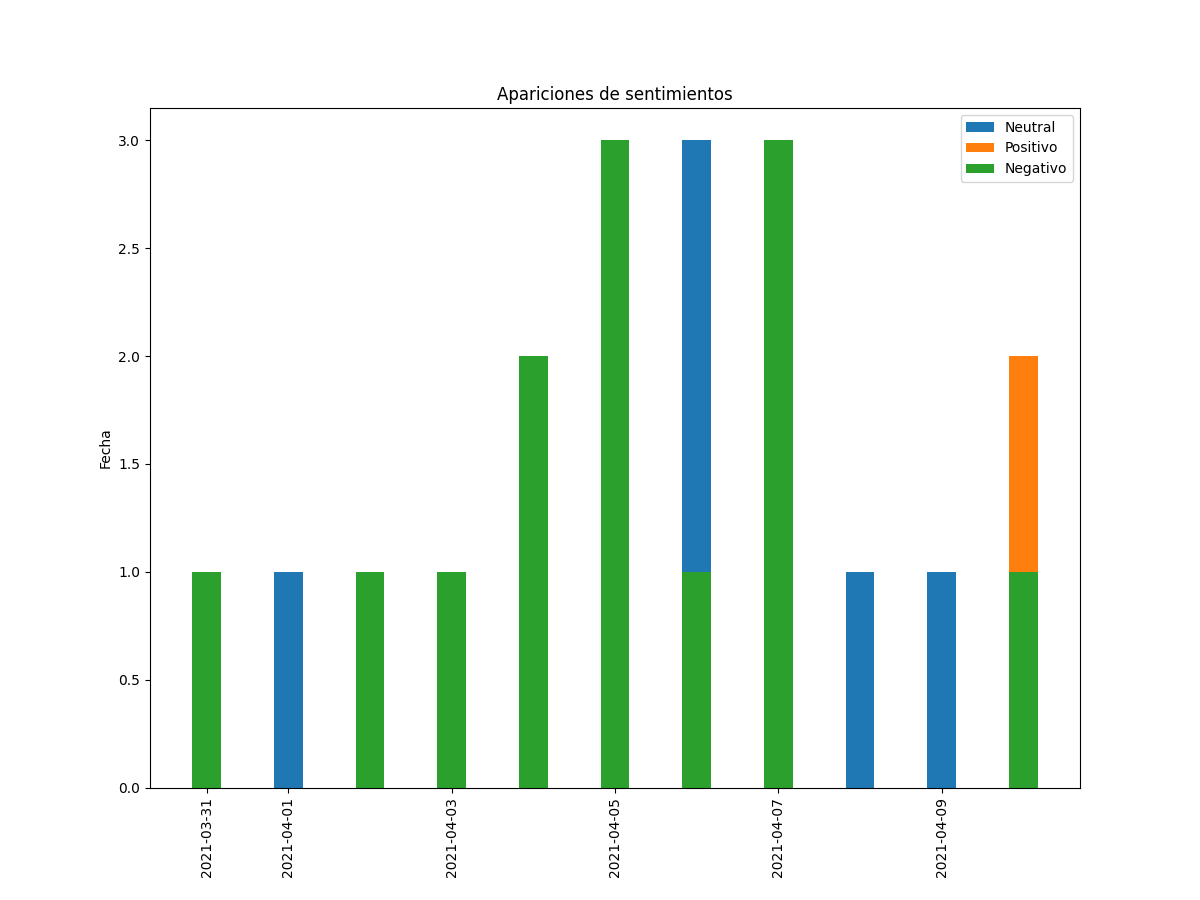 Apariciones de sentimientos
Neutral
Positivo
Negativo
Fecha
3.0
2.5
2.0
1.5
1.0
0.5
0.0
2021-03-31
2021-04-01
2021-04-03
2021-04-05
2021-04-07
2021-04-09